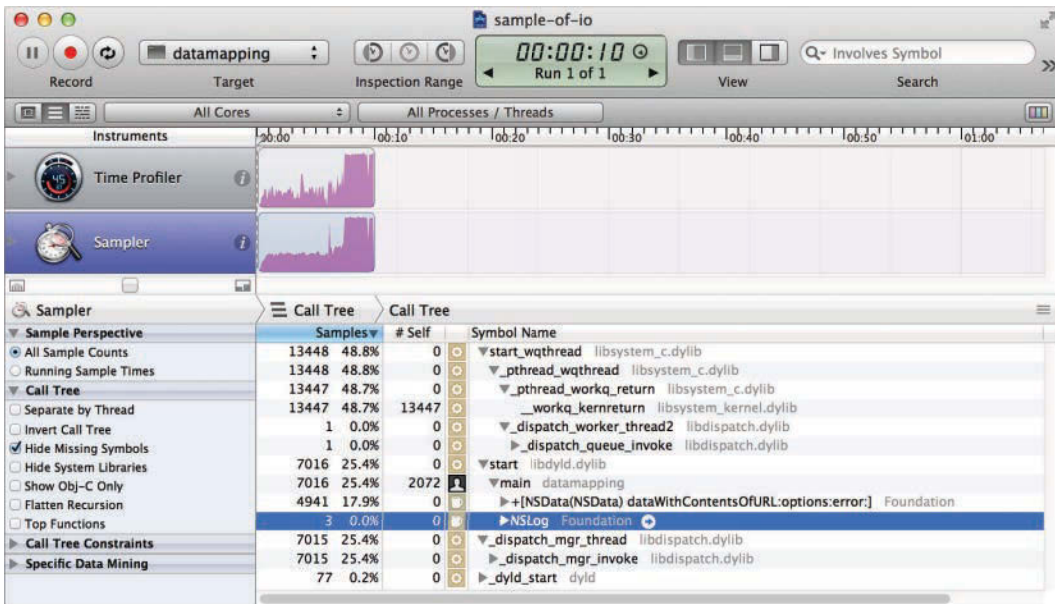 sample-of-io
datamapping
00:00:10
Run 1 of 1
Involves Symbol
Record
Target
Inspection Range
View
Search
All Cores
All Processes / Threads
Instruments
00:00 00:10 00:20 00:30 00:40 00:50 01:00
Time Profiler
Sampler
Sampler
Call Tree
Call Tree
Sample Perspective
All Sample Counts
Running Sample Times
Call Tree
Separate by Thread
Invert Call Tree
Hide Missing Symbols
Hide System Libraries
Show Obj-C Only
Flatten Recursion
Top Functions
Call Tree Constraints
Specific Data Mining
Samples # Self Symbol Name
13448 48.8% 0 start_wqthread libsystem_c.dylib
13448 48.8% 0 _pthread_wqthread libsystem_c.dylib
13447 48.7% 0 _pthread_workq_return libsystem_c.dylib
13447 48.7% 13447 __workq_kernreturn libsystem_kernel.dylib
1 0.0% 0 _dispatch_worker_thread2 libdispatch.dylib
1 0.0% 0 _dispatch_queue_invoke libdispatch.dylib
7016 25.4% 0 start libdyld.dylib
7016 25.4% 2072 main datamapping
4941 17.9% 0 +[NSData(NSData) dataWithContentsOfURL:options:error:] Foundation
3 0.0% 0 NSLog Foundation
7015 25.4% 0 _dispatch_mgr_thread libdispatch.dylib
7015 25.4% 0 _dispatch_mgr_invoke libdispatch.dylib
77 0.2% 0 _dyld_start dyld